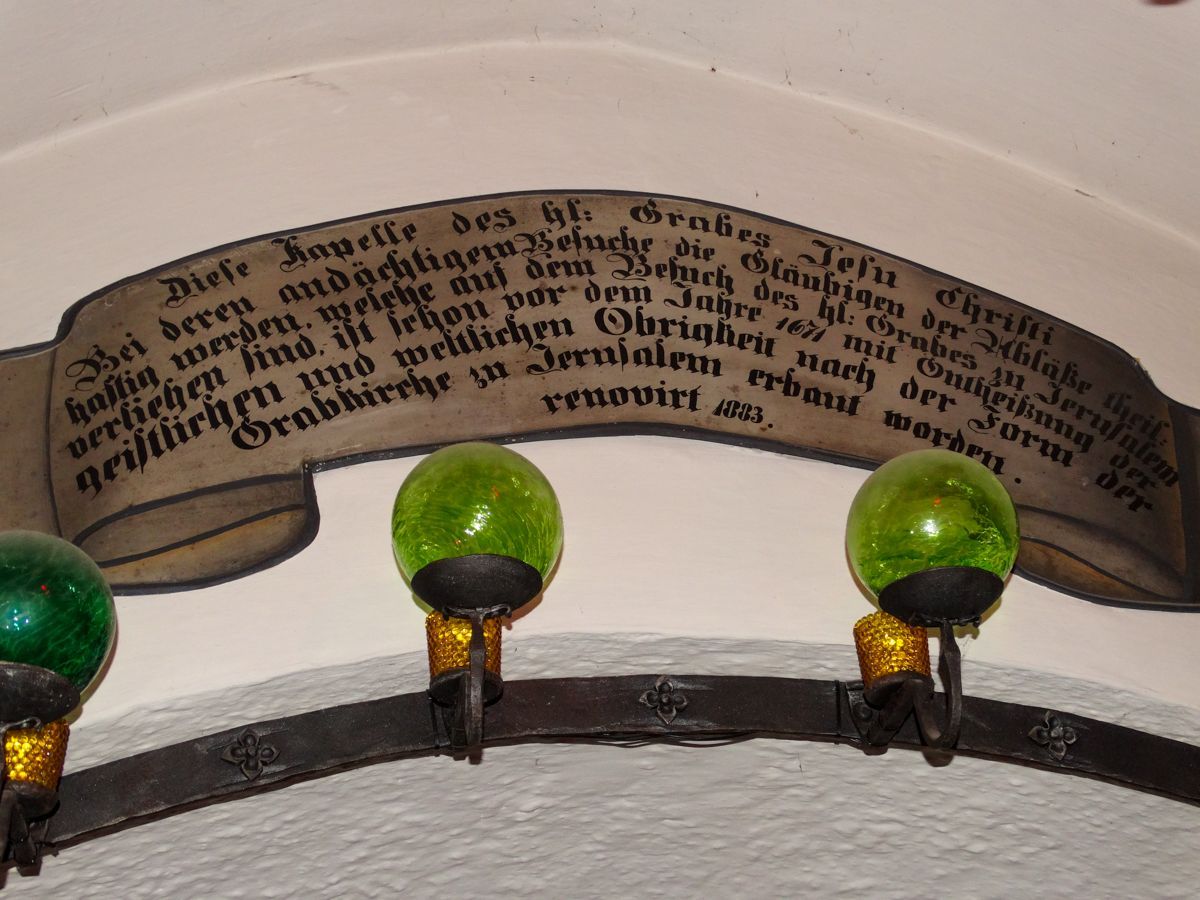 Diese Kapelle des hl: Grabes Jesu Christi
Bei deren andächtigem Besuche die Gläubigen der Abläße theil:
haftig werden, welche auf dem Besuch des hl: Grabes zu Jerusalem
verliehen sind, ist schon vor dem Jahre 1671 mit Gutheißung der
geistlichen und weltlichen Obrigkeit nach der Form der
Grabkirche zu Jerusalem erbaut worden.
renovirt 1883.